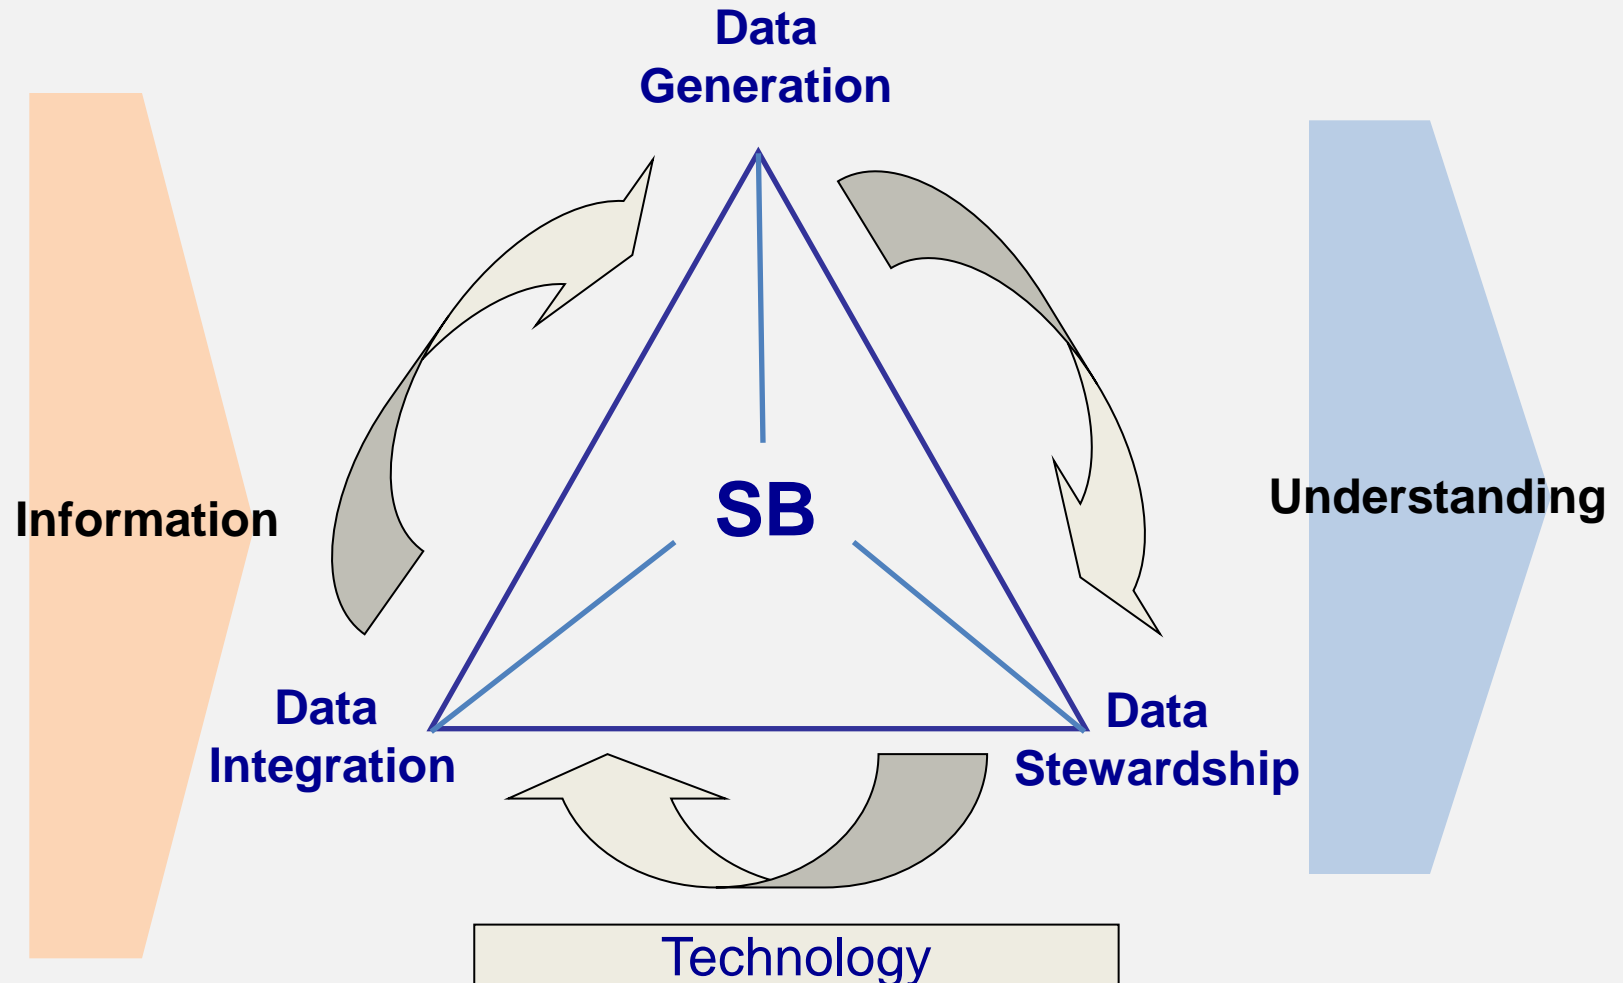 Data
Generation
SB
Information
Understanding
Data
Integration
Data
Stewardship
Technology